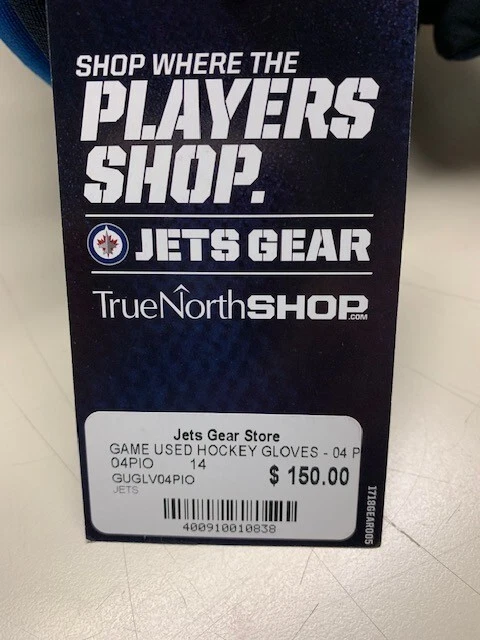 SHOP WHERE THE
PLAYERS
SHOP.
JETS GEAR
TrueNorthSHOP.COM
Jets Gear Store
GAME USED HOCKEY GLOVES - 04 P
04PIO 14
$ 150.00
GUGLV04PIO
JETS
400910010838
1718GEAR005